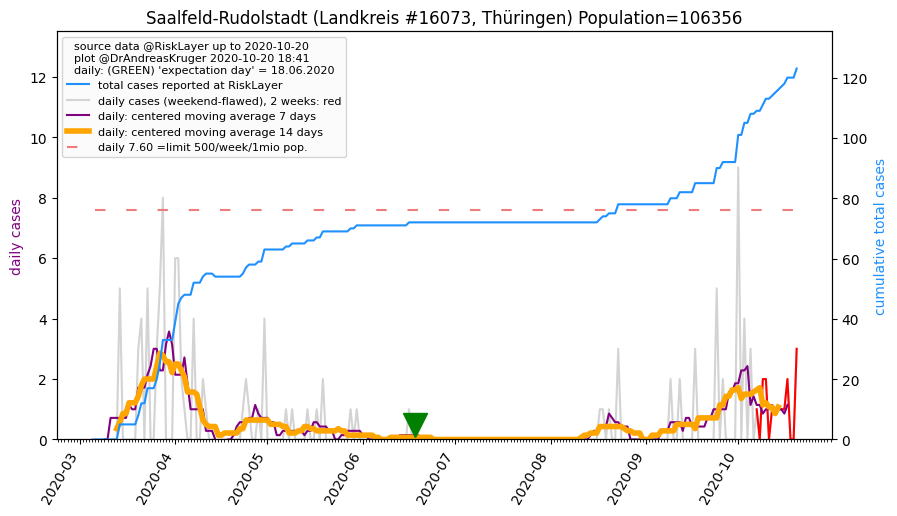 Saalfeld-Rudolstadt (Landkreis #16073, Thüringen) Population=106356
source data @RiskLayer up to 2020-10-20
plot @DrAndreasKruger 2020-10-20 18:41
daily: (GREEN) 'expectation day' = 18.06.2020
total cases reported at RiskLayer
daily cases (weekend-flawed), 2 weeks: red
daily: centered moving average 7 days
daily: centered moving average 14 days
daily 7.60 =limit 500/week/1mio pop.
daily cases
12
10
8
6
4
2
0
cumulative total cases
120
100
80
60
40
20
0
2020-03
2020-04
2020-05
2020-06
2020-07
2020-08
2020-09
2020-10